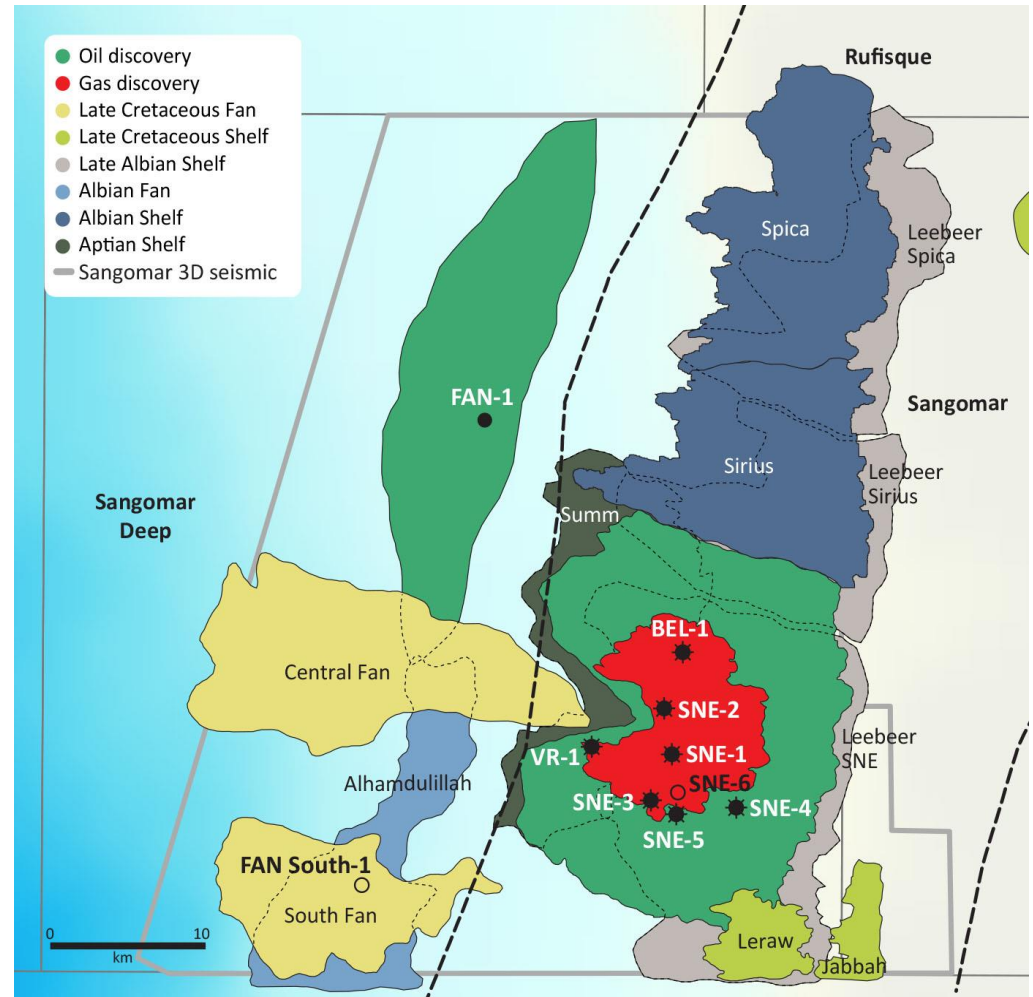 Oil discovery
Gas discovery
Late Cretaceous Fan
Late Cretaceous Shelf
Late Albian Shelf
Albian Fan
Albian Shelf
Aptian Shelf
Sangomar 3D seismic
Rufisque
Spica
Leebeer
Spica
FAN-1
Sangomar
Sirius
Leebeer
Sirius
Sangomar
Deep
Summ
BEL-1
Central Fan
SNE-2
Leebeer
SNE
VR-1
SNE-1
Alhamdulillah
SNE-6
SNE-3
SNE-4
SNE-5
FAN South-1
South Fan
0
10
km
Leraw
Jabbah